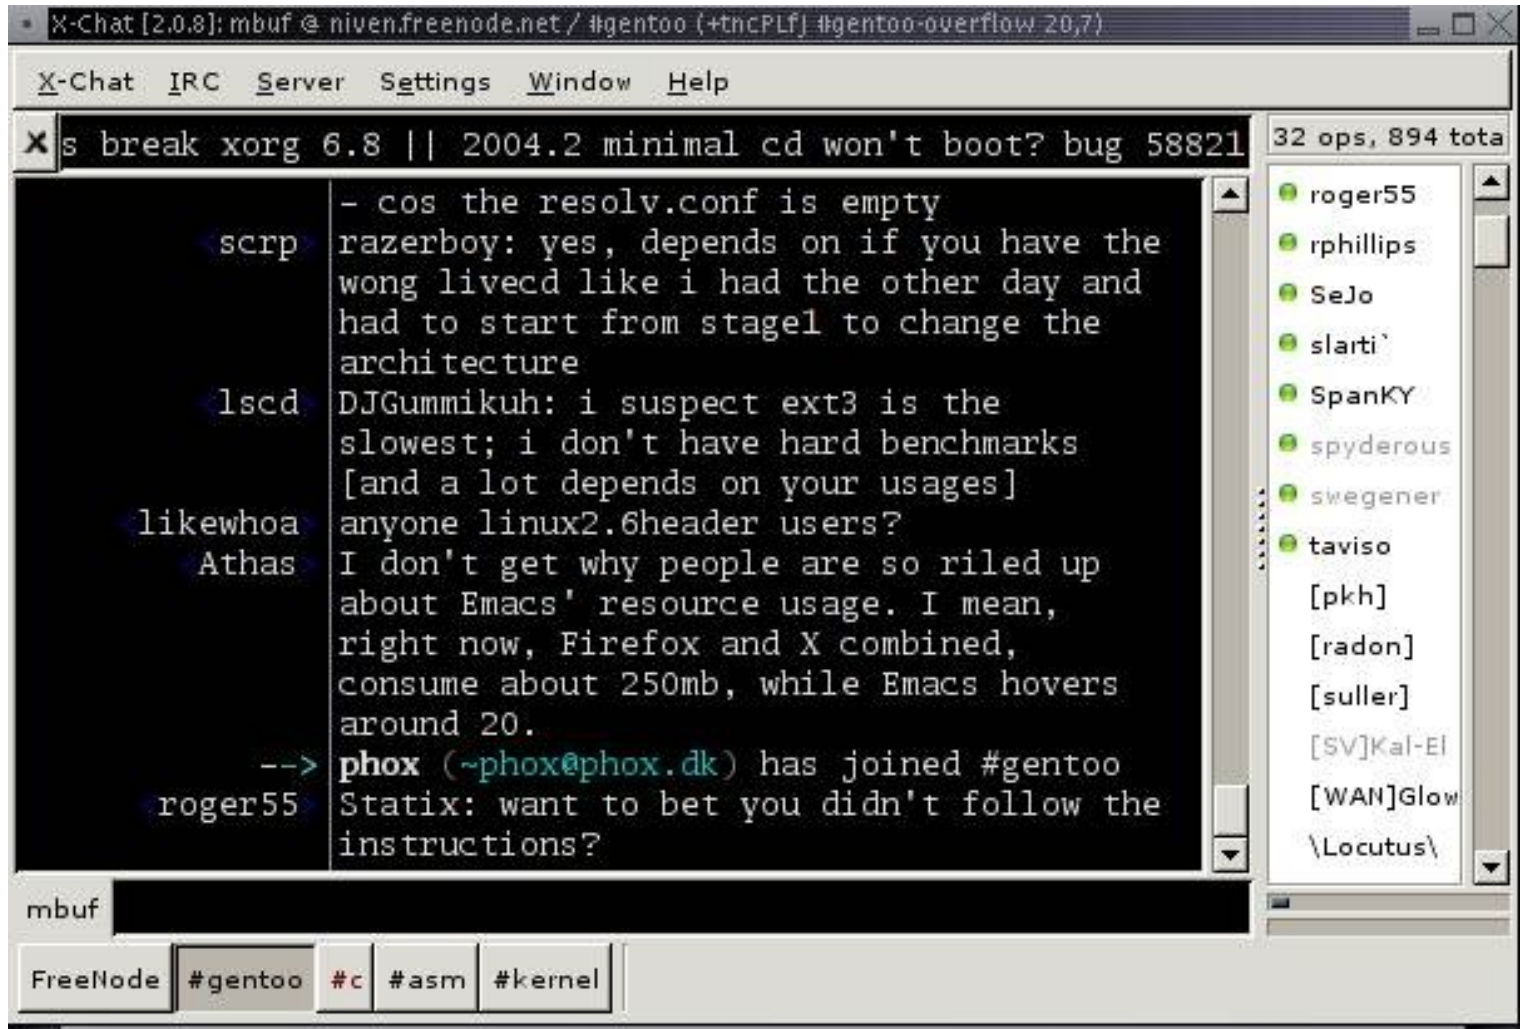 X-Chat [2.0.8]: mbuf @ niven.freenode.net / #gentoo (+tncPLfJ #gentoo-overflow 20,7)
X-Chat IRC Server Settings Window Help
X s break xorg 6.8 || 2004.2 minimal cd won't boot? bug 58821
32 ops, 894 tota
- cos the resolv.conf is empty
<scrp> razerboy: yes, depends on if you have the
wong livecd like i had the other day and
had to start from stage1 to change the
architecture
<lscd> DJGummikuh: i suspect ext3 is the
slowest; i don't have hard benchmarks
[and a lot depends on your usages]
<likewhoa> anyone linux2.6header users?
<Athas> I don't get why people are so riled up
about Emacs' resource usage. I mean,
right now, Firefox and X combined,
consume about 250mb, while Emacs hovers
around 20.
--> phox (~phox@phox.dk) has joined #gentoo
<roger55> Statix: want to bet you didn't follow the
instructions?
roger55
rphillips
SeJo
slarti`
SpanKY
spyderous
swegener
taviso
[pkh]
[radon]
[suller]
[SV]Kal-El
[WAN]Glow
\Locutus\
mbuf
FreeNode #gentoo #c #asm #kernel